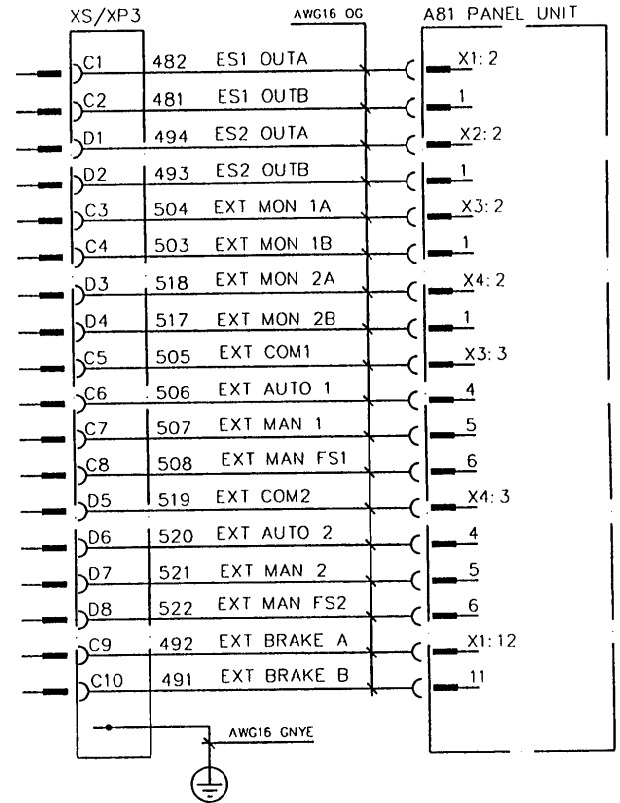 XS/XP3 AWG16 OG A81 PANEL UNIT
C1 482 ES1 OUTA X1:2
C2 481 ES1 OUTB 1
D1 494 ES2 OUTA X2:2
D2 493 ES2 OUTB 1
C3 504 EXT MON 1A X3:2
C4 503 EXT MON 1B 1
D3 518 EXT MON 2A X4:2
D4 517 EXT MON 2B 1
C5 505 EXT COM1 X3:3
C6 506 EXT AUTO 1 4
C7 507 EXT MAN 1 5
C8 508 EXT MAN FS1 6
D5 519 EXT COM2 X4:3
D6 520 EXT AUTO 2 4
D7 521 EXT MAN 2 5
D8 522 EXT MAN FS2 6
C9 492 EXT BRAKE A X1:12
C10 491 EXT BRAKE B 11
AWG16 GNYE